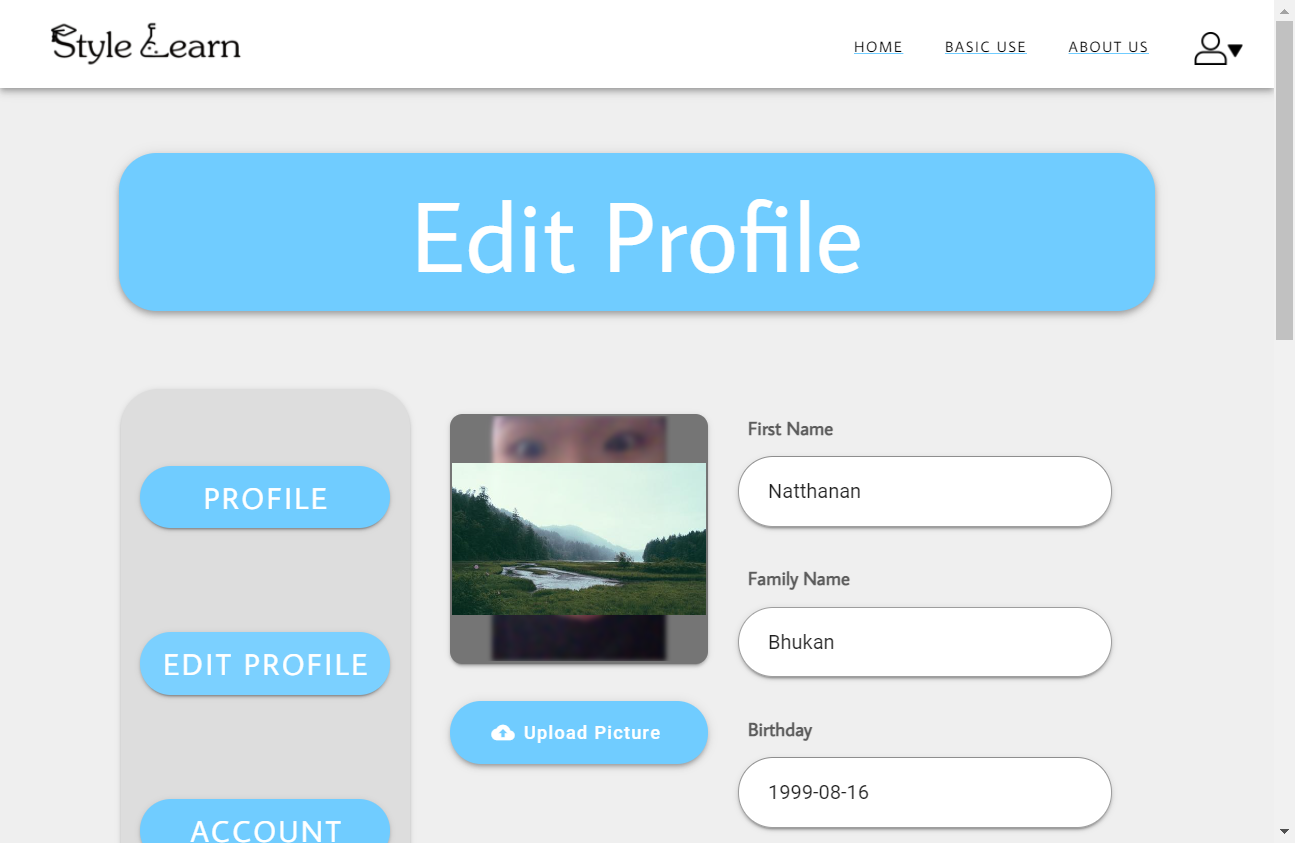 Style Learn
HOME
BASIC USE
ABOUT US
Edit Profile
PROFILE
EDIT PROFILE
ACCOUNT
Upload Picture
First Name
Natthanan
Family Name
Bhukan
Birthday
1999-08-16